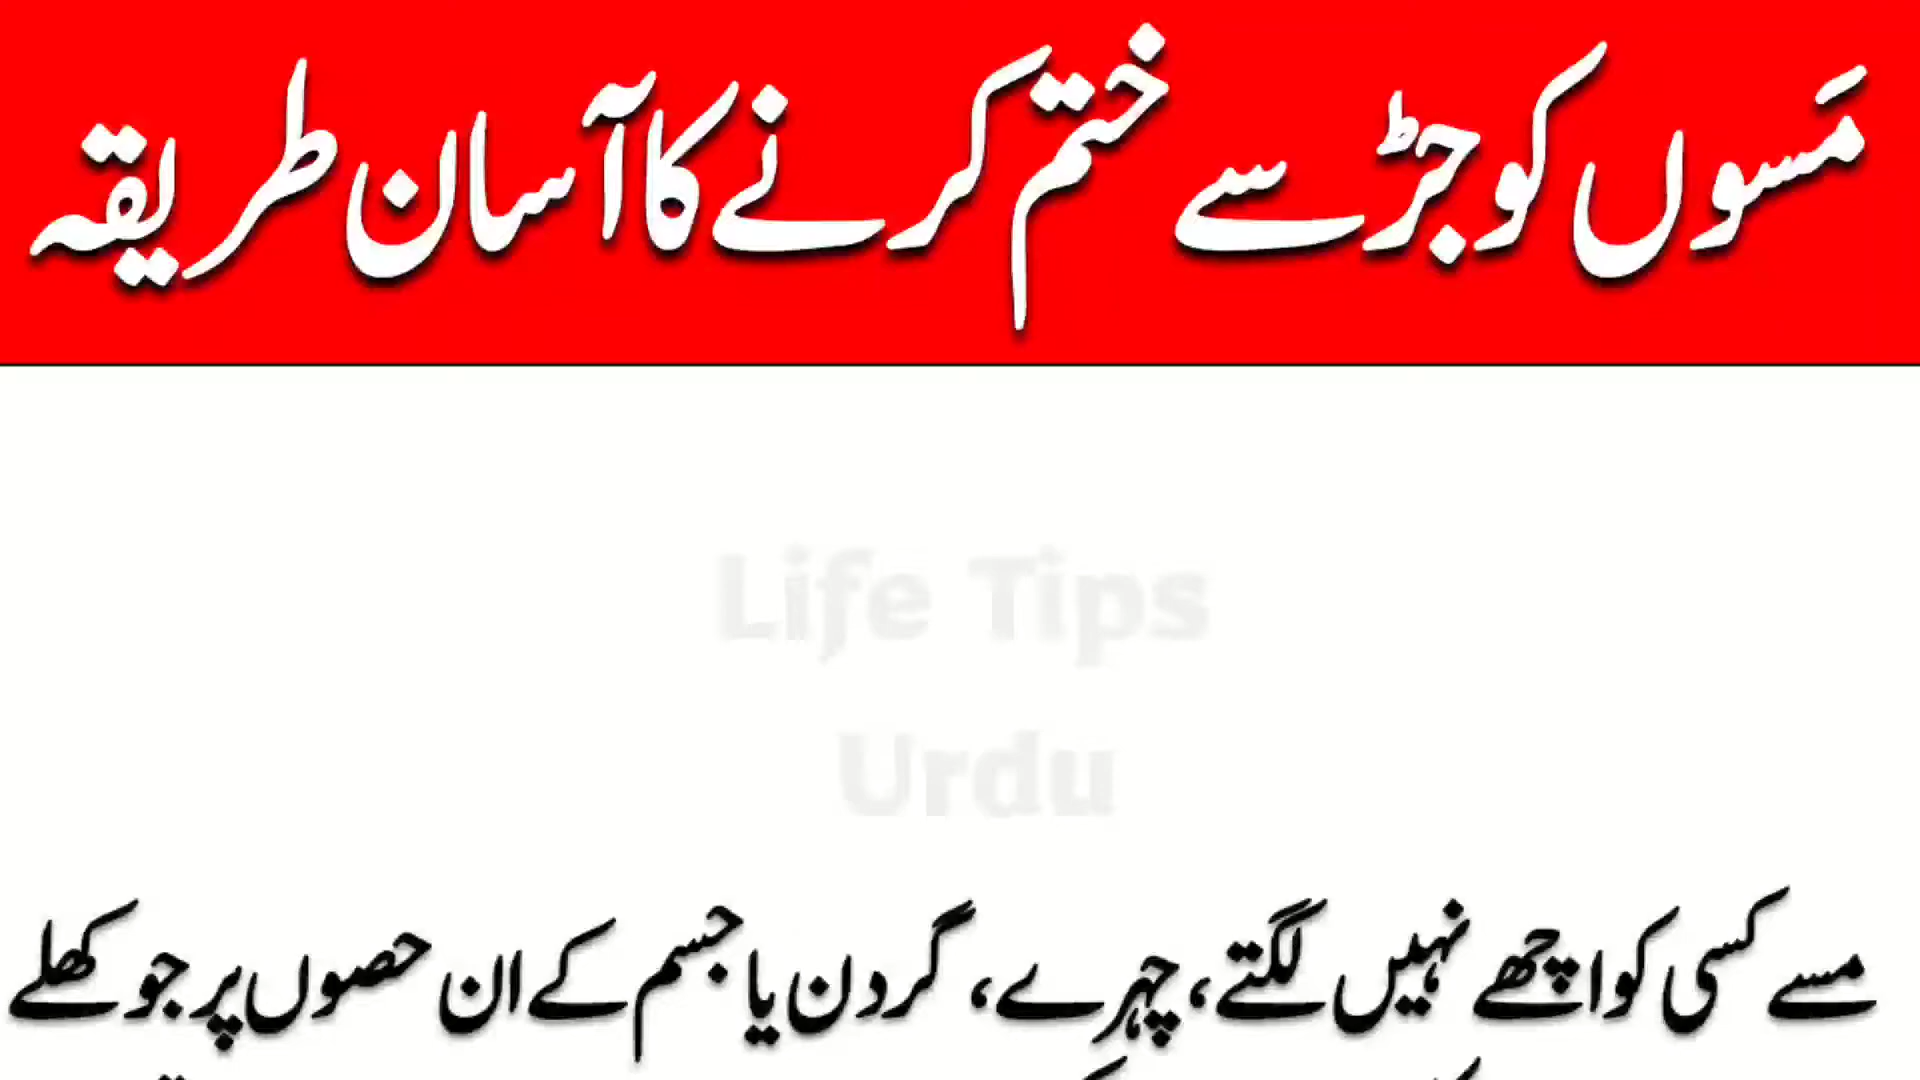 مَسوں کو جڑ سے ختم کرنے کا آسان طریقہ
Life Tips
Urdu
مسے کسی کو اچھے نہیں لگتے، چہرے، گردن یا جسم کے ان حصوں پر جو کھلے